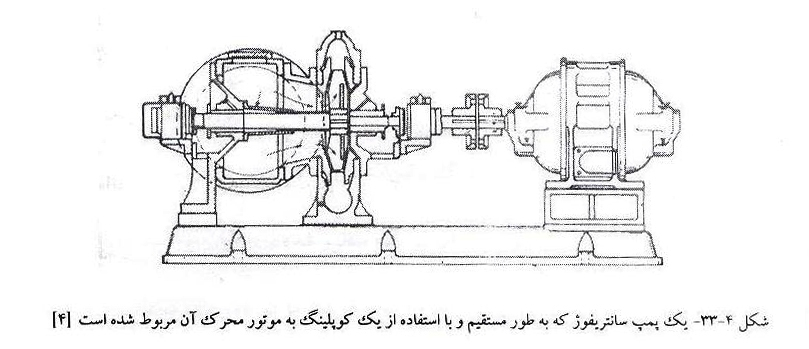 شکل ۴-۳۳- یک پمپ سانتریفوژ که به طور مستقیم و با استفاده از یک کوپلینگ به موتور محرک آن مربوط شده است [۴]